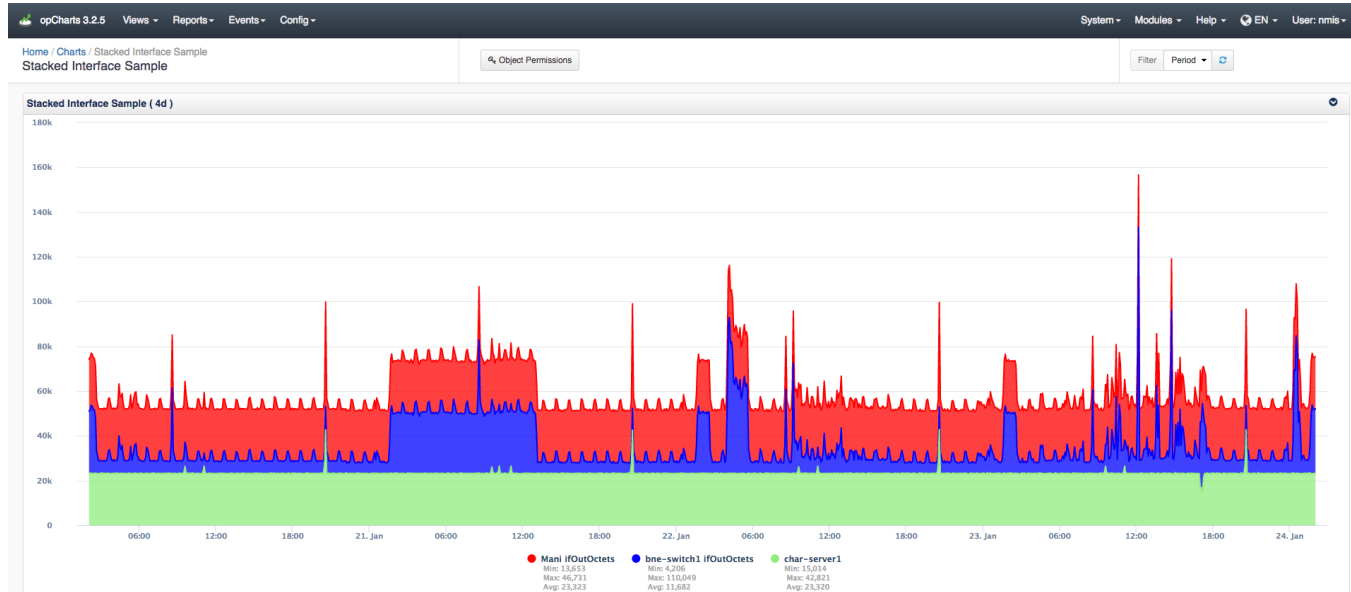 opCharts 3.2.5 Views Reports Events Config System Modules Help EN User: nmis
Home / Charts / Stacked Interface Sample
Stacked Interface Sample
Object Permissions
Filter Period
Stacked Interface Sample ( 4d )
180k
160k
140k
120k
100k
80k
60k
40k
20k
0
06:00 12:00 18:00 21. Jan 06:00 12:00 18:00 22. Jan 06:00 12:00 18:00 23. Jan 06:00 12:00 18:00 24. Jan
Mani ifOutOctets bne-switch1 ifOutOctets char-server1
Min: 13,653 Min: 4,206 Min: 15,014
Max: 46,731 Max: 110,049 Max: 42,821
Avg: 23,323 Avg: 11,682 Avg: 23,320